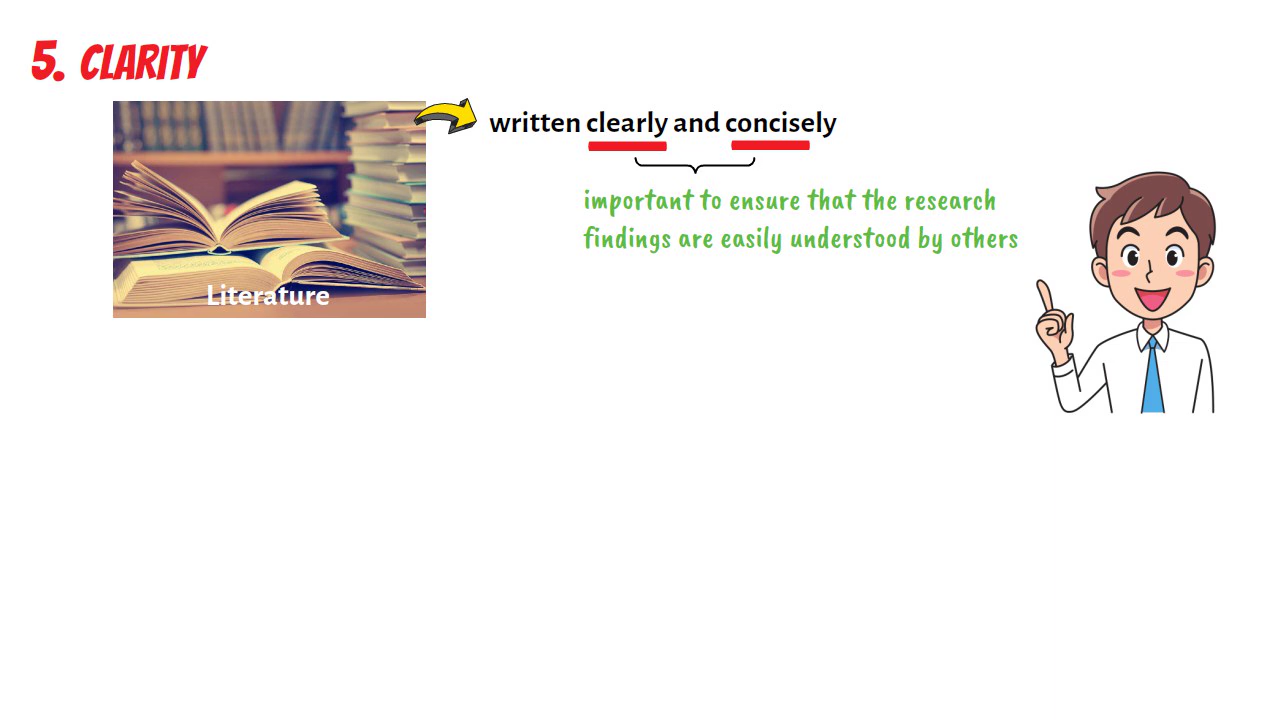 5. CLARITY
written clearly and concisely
important to ensure that the research
findings are easily understood by others
Literature